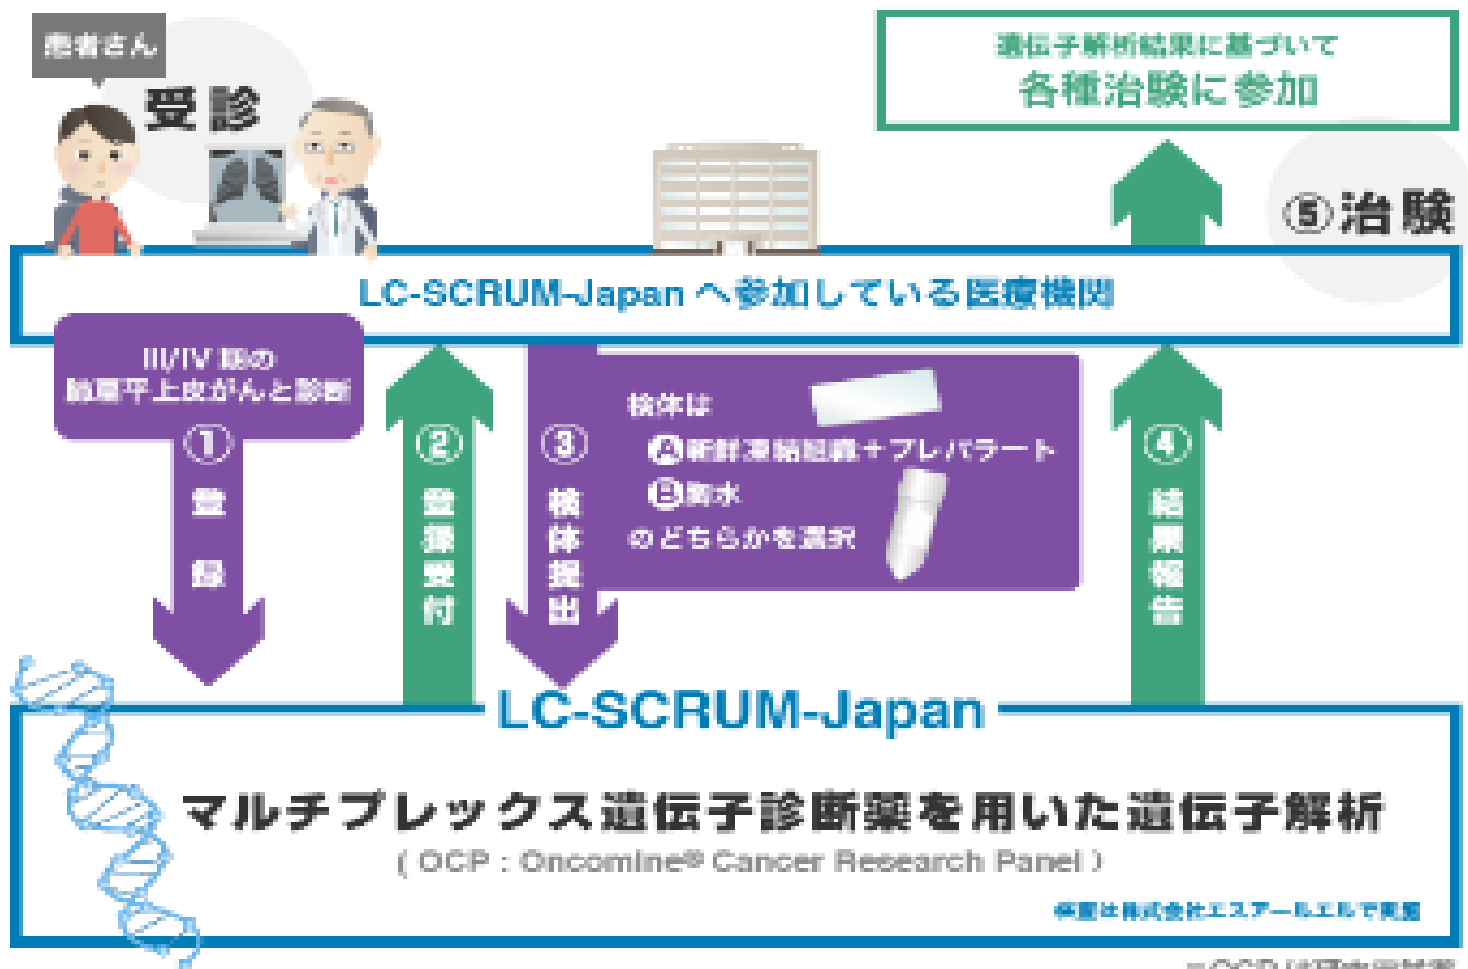 患者さん
受診
遺伝子解析結果に基づいて
各種治験に参加
⑤治験
LC-SCRUM-Japan へ参加している医療機関
III/IV 期の
肺扁平上皮がんと診断
① 登録
② 登録受付
③ 検体提出
検体は
A新鮮凍結組織＋プレパラート
B胸水
のどちらかを選択
④ 結果報告
LC-SCRUM-Japan
マルチプレックス遺伝子診断薬を用いた遺伝子解析
( OCP : Oncomine® Cancer Research Panel )
は株式会社エスアールエルで実施